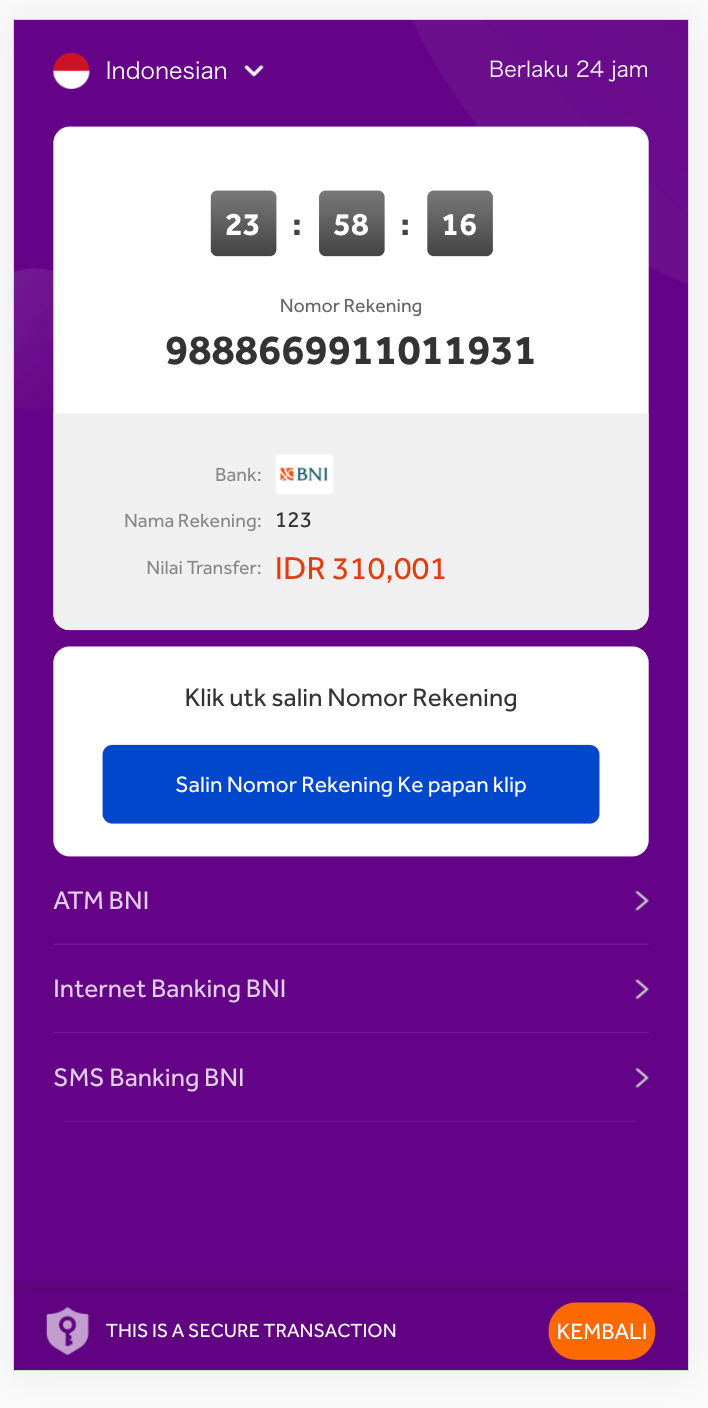 Indonesian
Berlaku 24 jam
23 : 58 : 16
Nomor Rekening
9888669911011931
Bank: BNI
Nama Rekening: 123
Nilai Transfer: IDR 310,001
Klik utk salin Nomor Rekening
Salin Nomor Rekening Ke papan klip
ATM BNI
Internet Banking BNI
SMS Banking BNI
THIS IS A SECURE TRANSACTION
KEMBALI